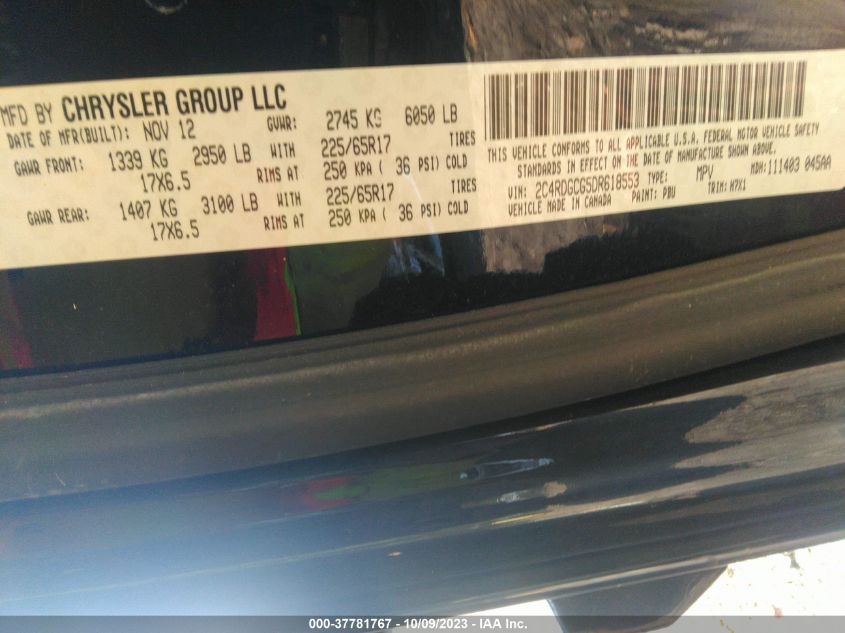 MFD BY CHRYSLER GROUP LLC
DATE OF MFR(BUILT): NOV 12 GVWR: 2745 KG 6050 LB
GAWR FRONT: 1339 KG 2950 LB WITH 225/65R17 TIRES
17X6.5 RIMS AT 250 KPA ( 36 PSI) COLD
GAWR REAR: 1407 KG 3100 LB WITH 225/65R17 TIRES
17X6.5 RIMS AT 250 KPA ( 36 PSI) COLD
THIS VEHICLE CONFORMS TO ALL APPLICABLE U.S.A. FEDERAL MOTOR VEHICLE SAFETY
STANDARDS IN EFFECT ON THE DATE OF MANUFACTURE SHOWN ABOVE.
VIN: 2C4RDGCG5DR618553 TYPE: MPV MDH: 111403 045AA
VEHICLE MADE IN CANADA PAINT: PBU TRIM: H7X1
000-37781767 - 10/09/2023 - IAA Inc.